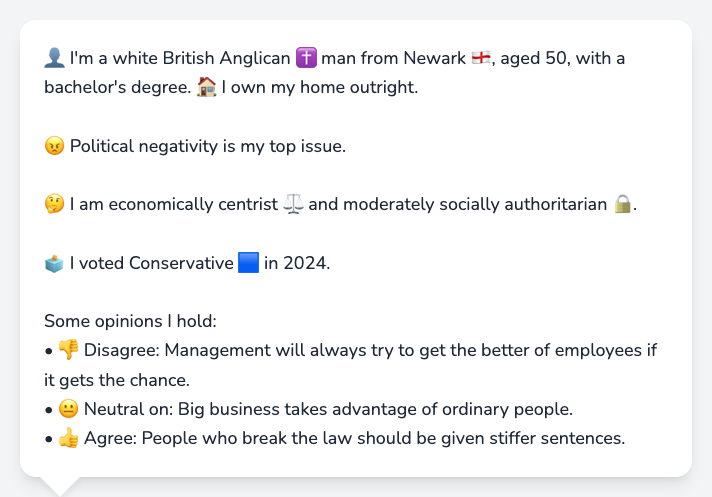 👤 I'm a white British Anglican ✝️ man from Newark 🏴󠁧󠁢󠁥󠁮󠁧󠁿, aged 50, with a
bachelor's degree. 🏠 I own my home outright.
😠 Political negativity is my top issue.
🤔 I am economically centrist ⚖️ and moderately socially authoritarian 🔒.
🗳️ I voted Conservative 🟦 in 2024.
Some opinions I hold:
• 👎 Disagree: Management will always try to get the better of employees if
it gets the chance.
• 😐 Neutral on: Big business takes advantage of ordinary people.
• 👍 Agree: People who break the law should be given stiffer sentences.